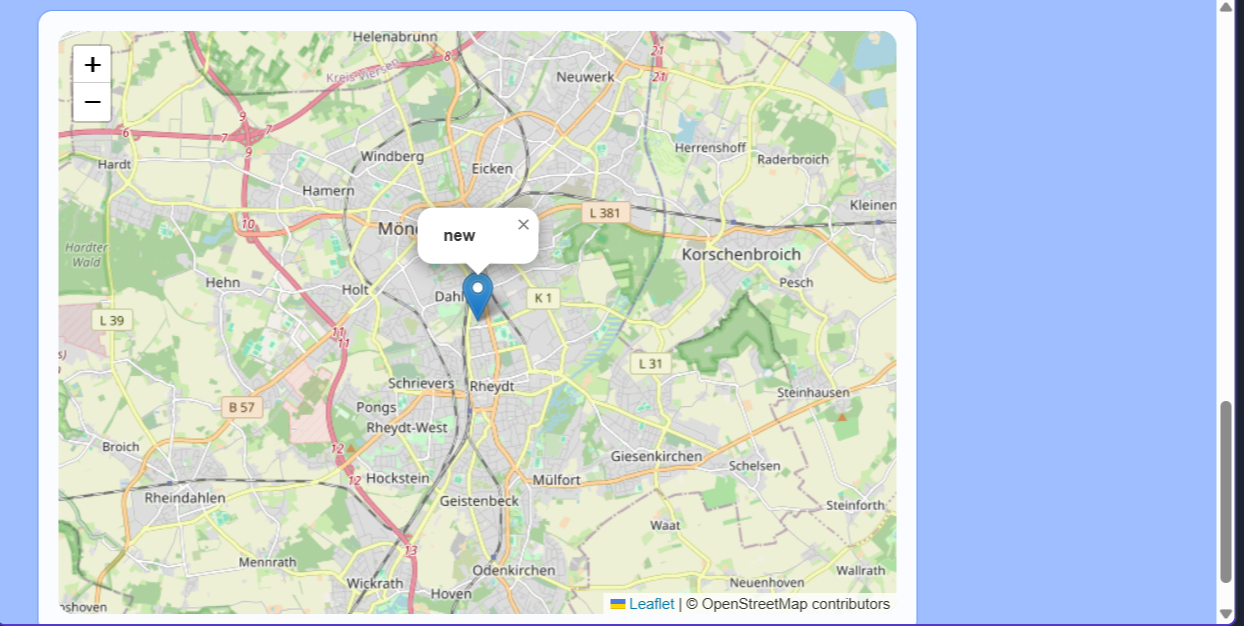 Helenabrunn
21
8
+
Kreis Viersen
Neuwerk
21
−
9
7
6
7
9
Herrenshoff
Windberg
Raderbroich
Hardt
Eicken
Hamern
Kleinen
L 381
10
Mön
new
×
Hardter
Wald
Korschenbroich
Hehn
Pesch
Holt
Dahl
K 1
L 39
11
11
s)
L 31
Schrievers
Rheydt
Steinhausen
B 57
Pongs
Rheydt-West
Broich
12
Giesenkirchen
Schelsen
12
Hockstein
Mülfort
Rheindahlen
Geistenbeck
Steinforth
Waat
13
Mennrath
Odenkirchen
Wallrath
Wickrath
Neuenhoven
Hoven
oshoven
Leaflet | © OpenStreetMap contributors